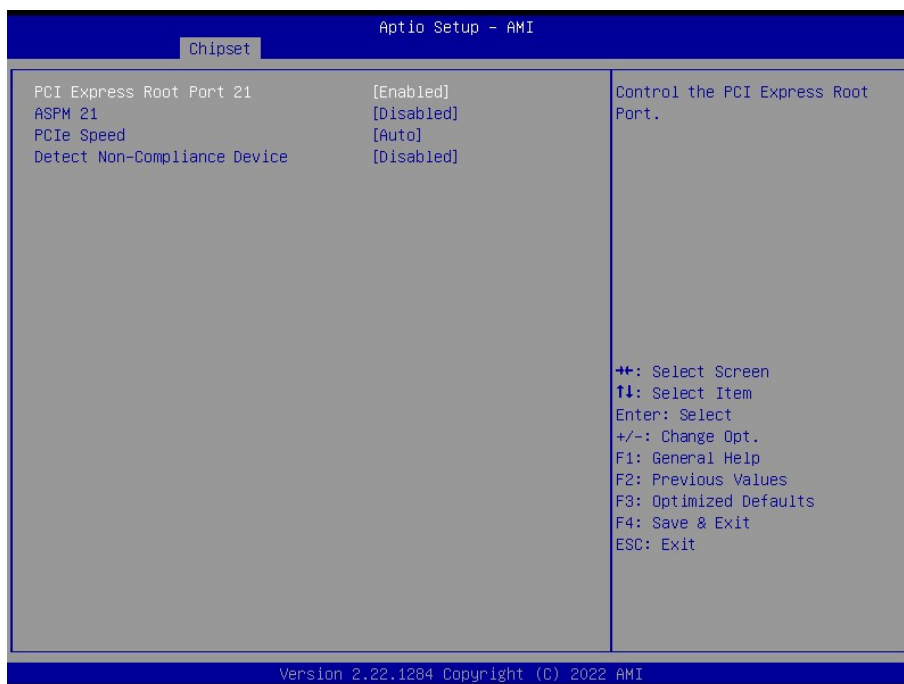 Aptio Setup – AMI
Chipset
PCI Express Root Port 21 [Enabled]
ASPM 21 [Disabled]
PCIe Speed [Auto]
Detect Non-Compliance Device [Disabled]
Control the PCI Express Root
Port.
→←: Select Screen
↑↓: Select Item
Enter: Select
+/-: Change Opt.
F1: General Help
F2: Previous Values
F3: Optimized Defaults
F4: Save & Exit
ESC: Exit
Version 2.22.1284 Copyright (C) 2022 AMI